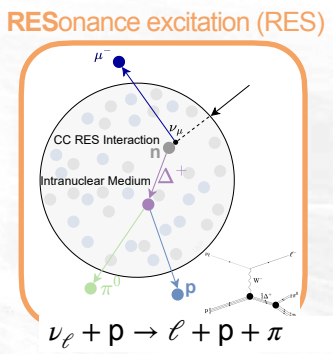 RESonance excitation (RES)
μ⁻
ν_μ
CC RES Interaction
n
Intranuclear Medium
Δ⁺
π⁰
p
W⁻
ν_ℓ + p → ℓ + p + π